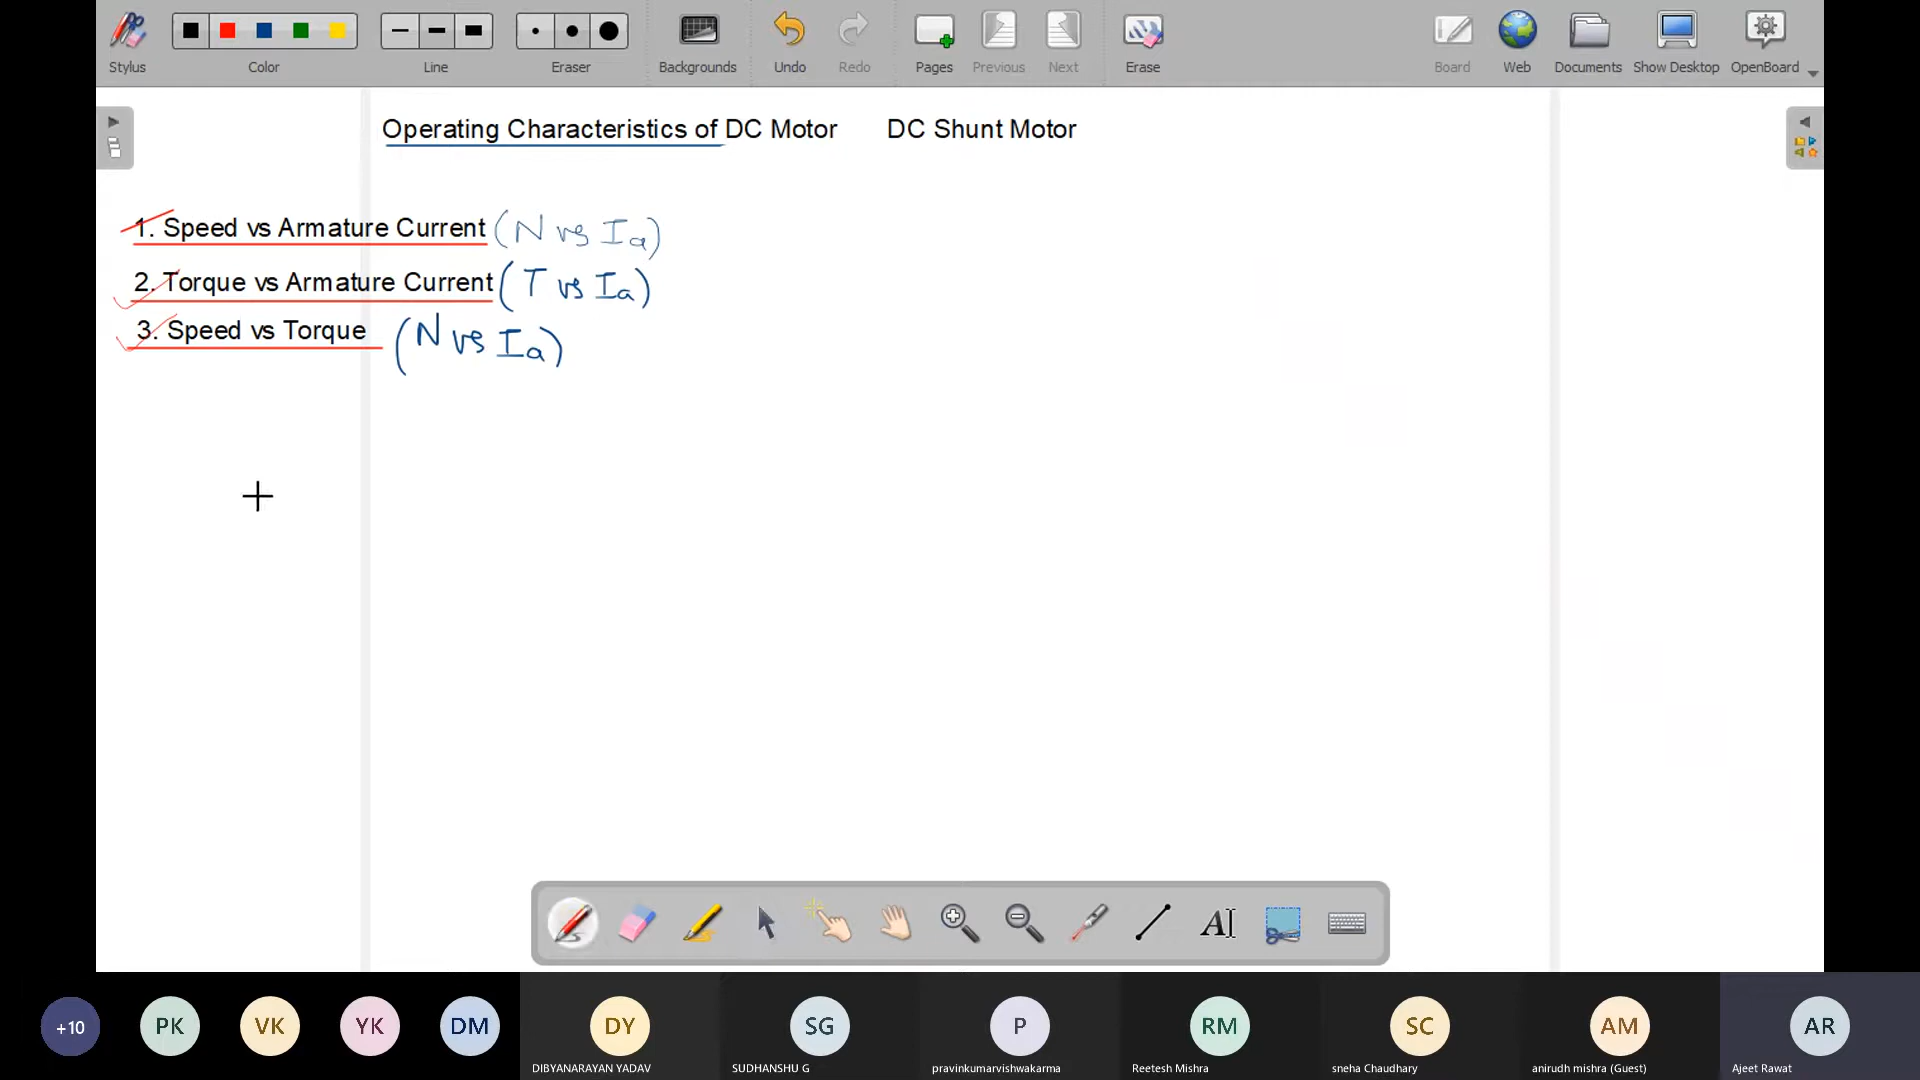 Stylus Color Line Eraser Backgrounds Undo Redo Pages Previous Next Erase Board Web Documents Show Desktop OpenBoard
Operating Characteristics of DC Motor DC Shunt Motor
1. Speed vs Armature Current (N vs Ia)
2. Torque vs Armature Current (T vs Ia)
3. Speed vs Torque (N vs Ia)
AI
+10 PK VK YK DM DY SG P RM SC AM AR
DIBYANARAYAN YADAV SUDHANSHU G pravinkumarvishwakarma Reetesh Mishra sneha Chaudhary anirudh mishra (Guest) Ajeet Rawat